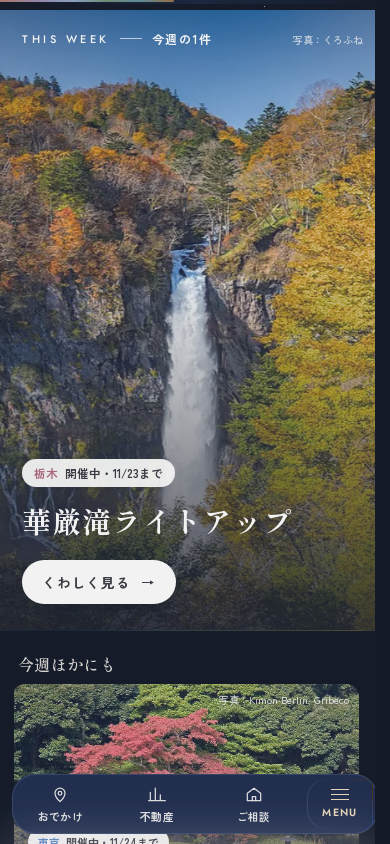 THIS WEEK — 今週の1件
写真：くろふね
栃木 開催中・11/23まで
華厳滝ライトアップ
くわしく見る →
今週ほかにも
写真：Kimon Berlin, Gribeco
東京 開催中・11/24まで
おでかけ 不動産 ご相談 MENU